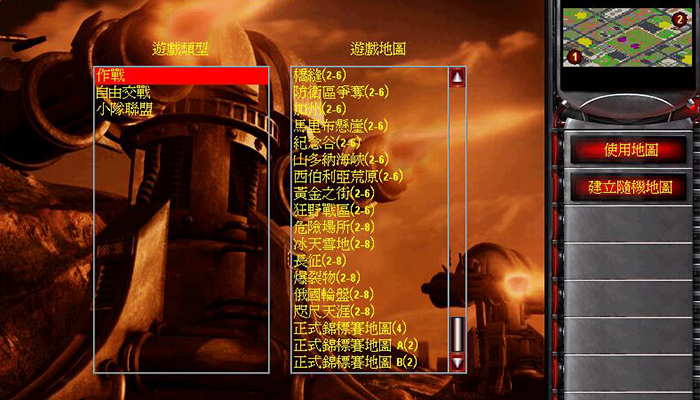 遊戲類型
作戰
自由交戰
小隊聯盟
遊戲地圖
橋縫(2-6)
防衛區爭奪(2-6)
加州(2-6)
馬里布懸崖(2-6)
紀念谷(2-6)
山多納海峽(2-6)
西伯利亞荒原(2-6)
黃金之街(2-6)
狂野戰區(2-6)
危險場所(2-8)
冰天雪地(2-8)
長征(2-8)
爆裂物(2-8)
俄國輪盤(2-8)
咫尺天涯(2-8)
正式錦標賽地圖(4)
正式錦標賽地圖 A(2)
正式錦標賽地圖 B(2)
1
2
使用地圖
建立隨機地圖